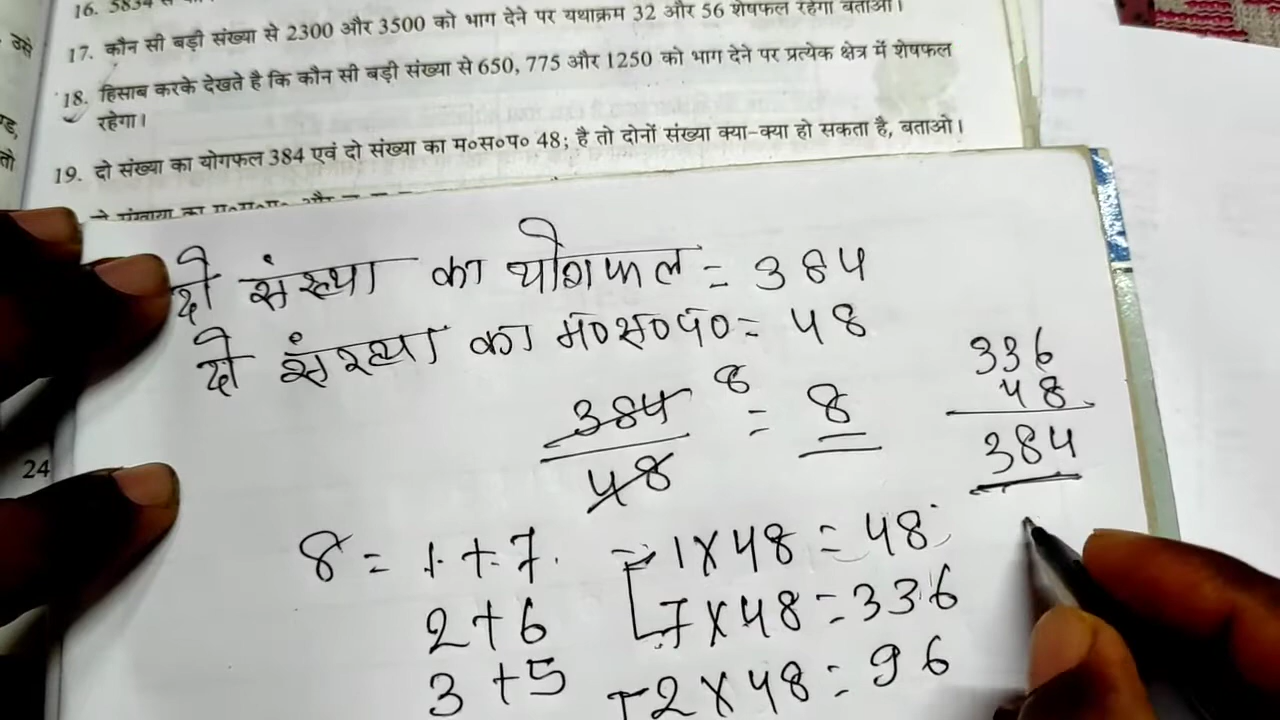 16. 5834
17. कौन सी बड़ी संख्या से 2300 और 3500 को भाग देने पर यथाक्रम 32 और 56 शेषफल रहेगा बताओ।
18. हिसाब करके देखते है कि कौन सी बड़ी संख्या से 650, 775 और 1250 को भाग देने पर प्रत्येक क्षेत्र में शेषफल
रहेगा।
19. दो संख्या का योगफल 384 एवं दो संख्या का म०स०प० 48; है तो दोनों संख्या क्या-क्या हो सकता है, बताओ।
दो संख्या का योगफल = 384
दो संख्या का म०स०प० = 48
384 8 = 8
48
336
48
384
24
8 = 1+7 = 1×48=48
2+6 7×48=336
3+5 2×48=96